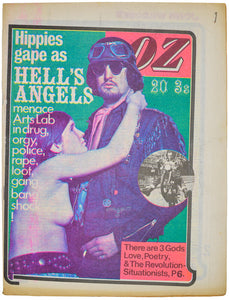 Hippies
gape as
HELL'S
ANGELS
menace
Arts Lab
in drug,
orgy,
police,
rape,
loot,
gang
bang
shock
!
OZ
20 3s
There are 3 Gods
Love, Poetry,
& The Revolution-
Situationists, P6.